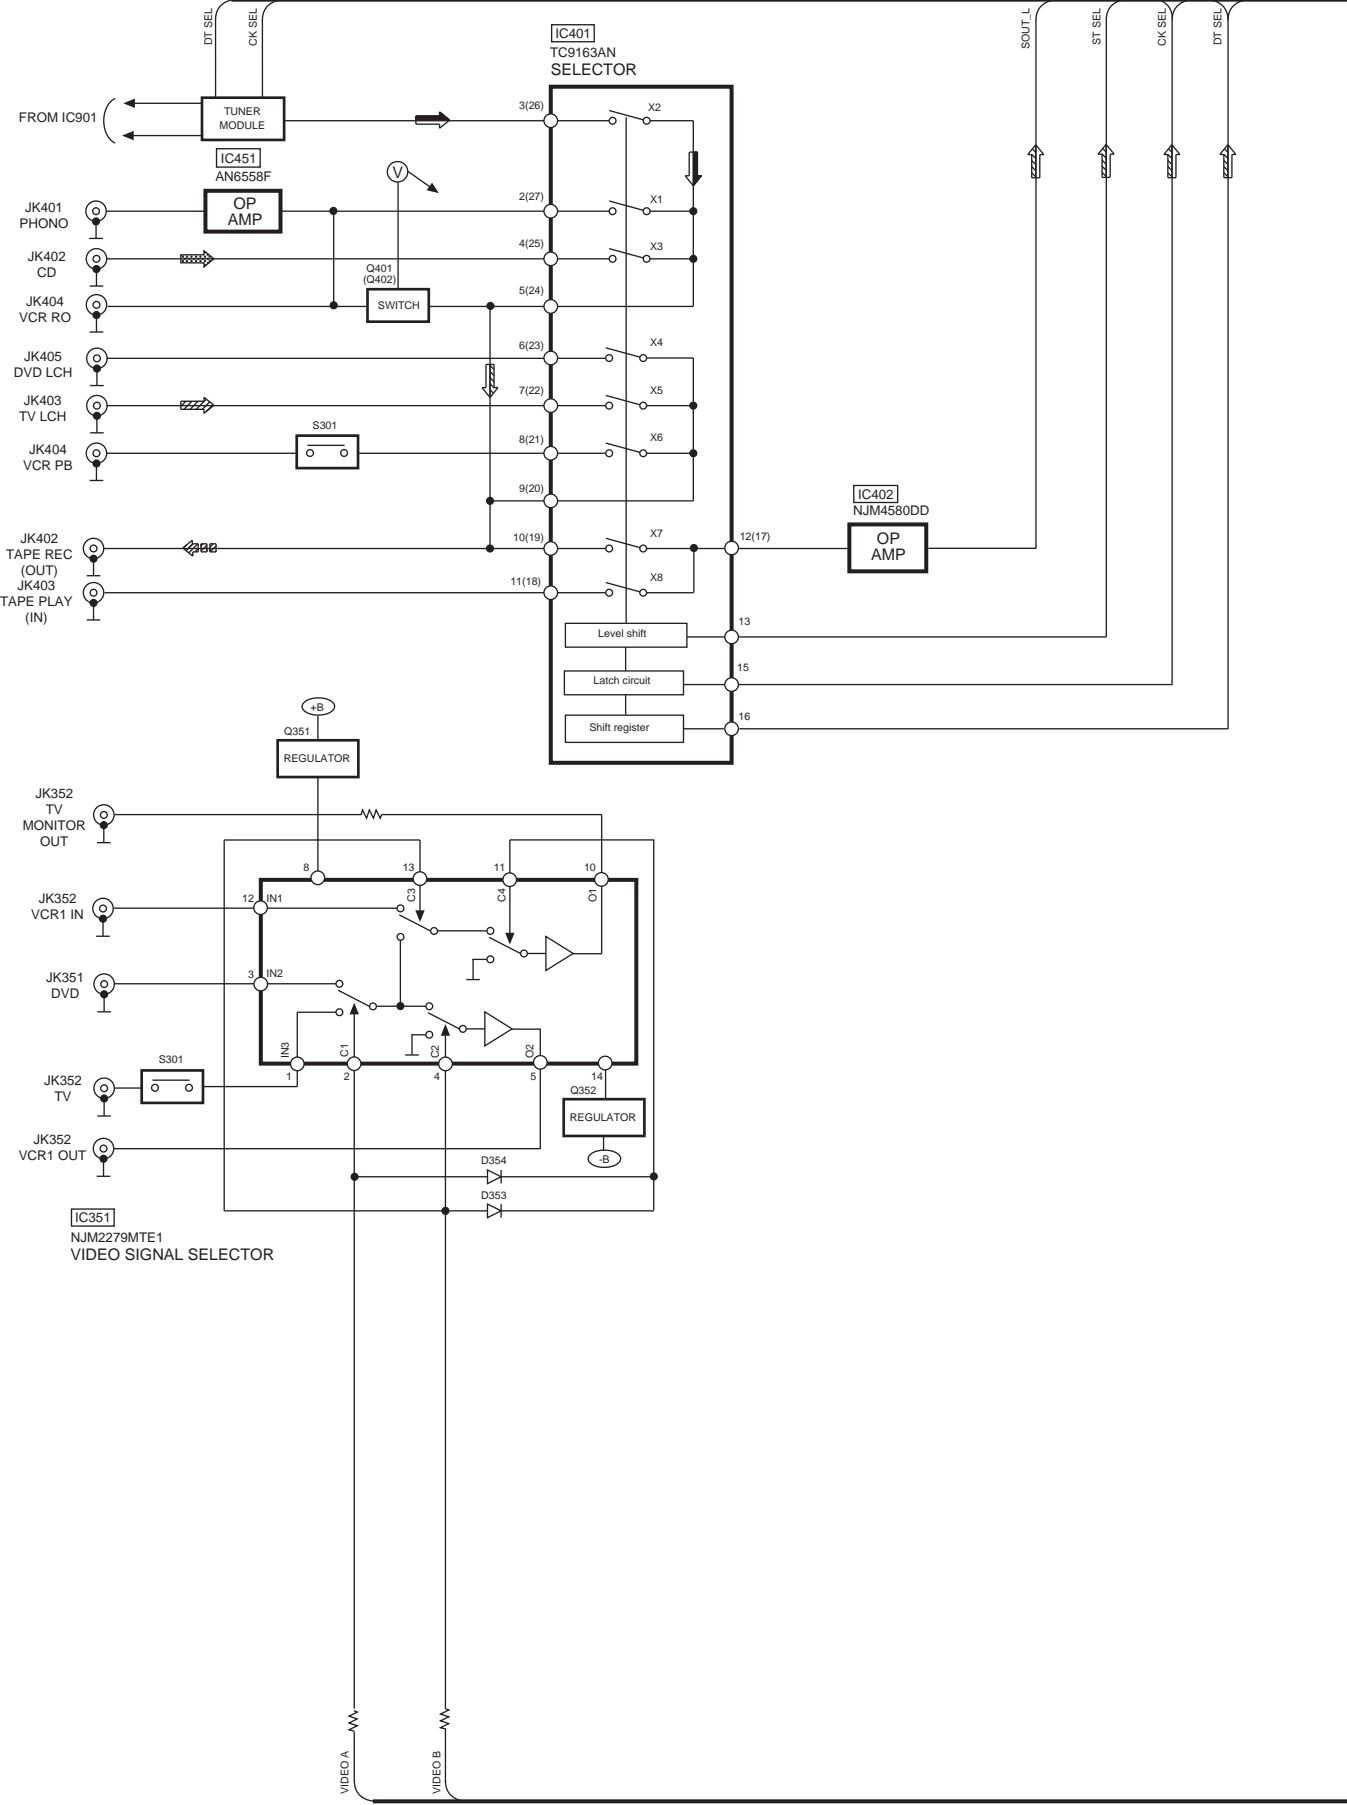 DT SEL
CK SEL
SOUT_L
ST SEL
CK SEL
DT SEL
IC401
TC9163AN
SELECTOR
FROM IC901
TUNER
MODULE
3(26)
X2
IC451
AN6558F
V
JK401
PHONO
OP
AMP
2(27)
X1
JK402
CD
4(25)
X3
Q401
(Q402)
JK404
VCR RO
SWITCH
5(24)
JK405
DVD LCH
6(23)
X4
JK403
TV LCH
7(22)
X5
S301
JK404
VCR PB
8(21)
X6
9(20)
IC402
NJM4580DD
JK402
TAPE REC
(OUT)
10(19)
X7
12(17)
OP
AMP
JK403
TAPE PLAY
(IN)
11(18)
X8
Level shift
13
Latch circuit
15
Shift register
16
+B
Q351
REGULATOR
JK352
TV
MONITOR
OUT
8
13
11
10
C3
C4
O1
JK352
VCR1 IN
12
IN1
JK351
DVD
3
IN2
IN3
C1
C2
O2
1
2
4
5
14
S301
JK352
TV
Q352
REGULATOR
-B
JK352
VCR1 OUT
D354
D353
IC351
NJM2279MTE1
VIDEO SIGNAL SELECTOR
VIDEO A
VIDEO B